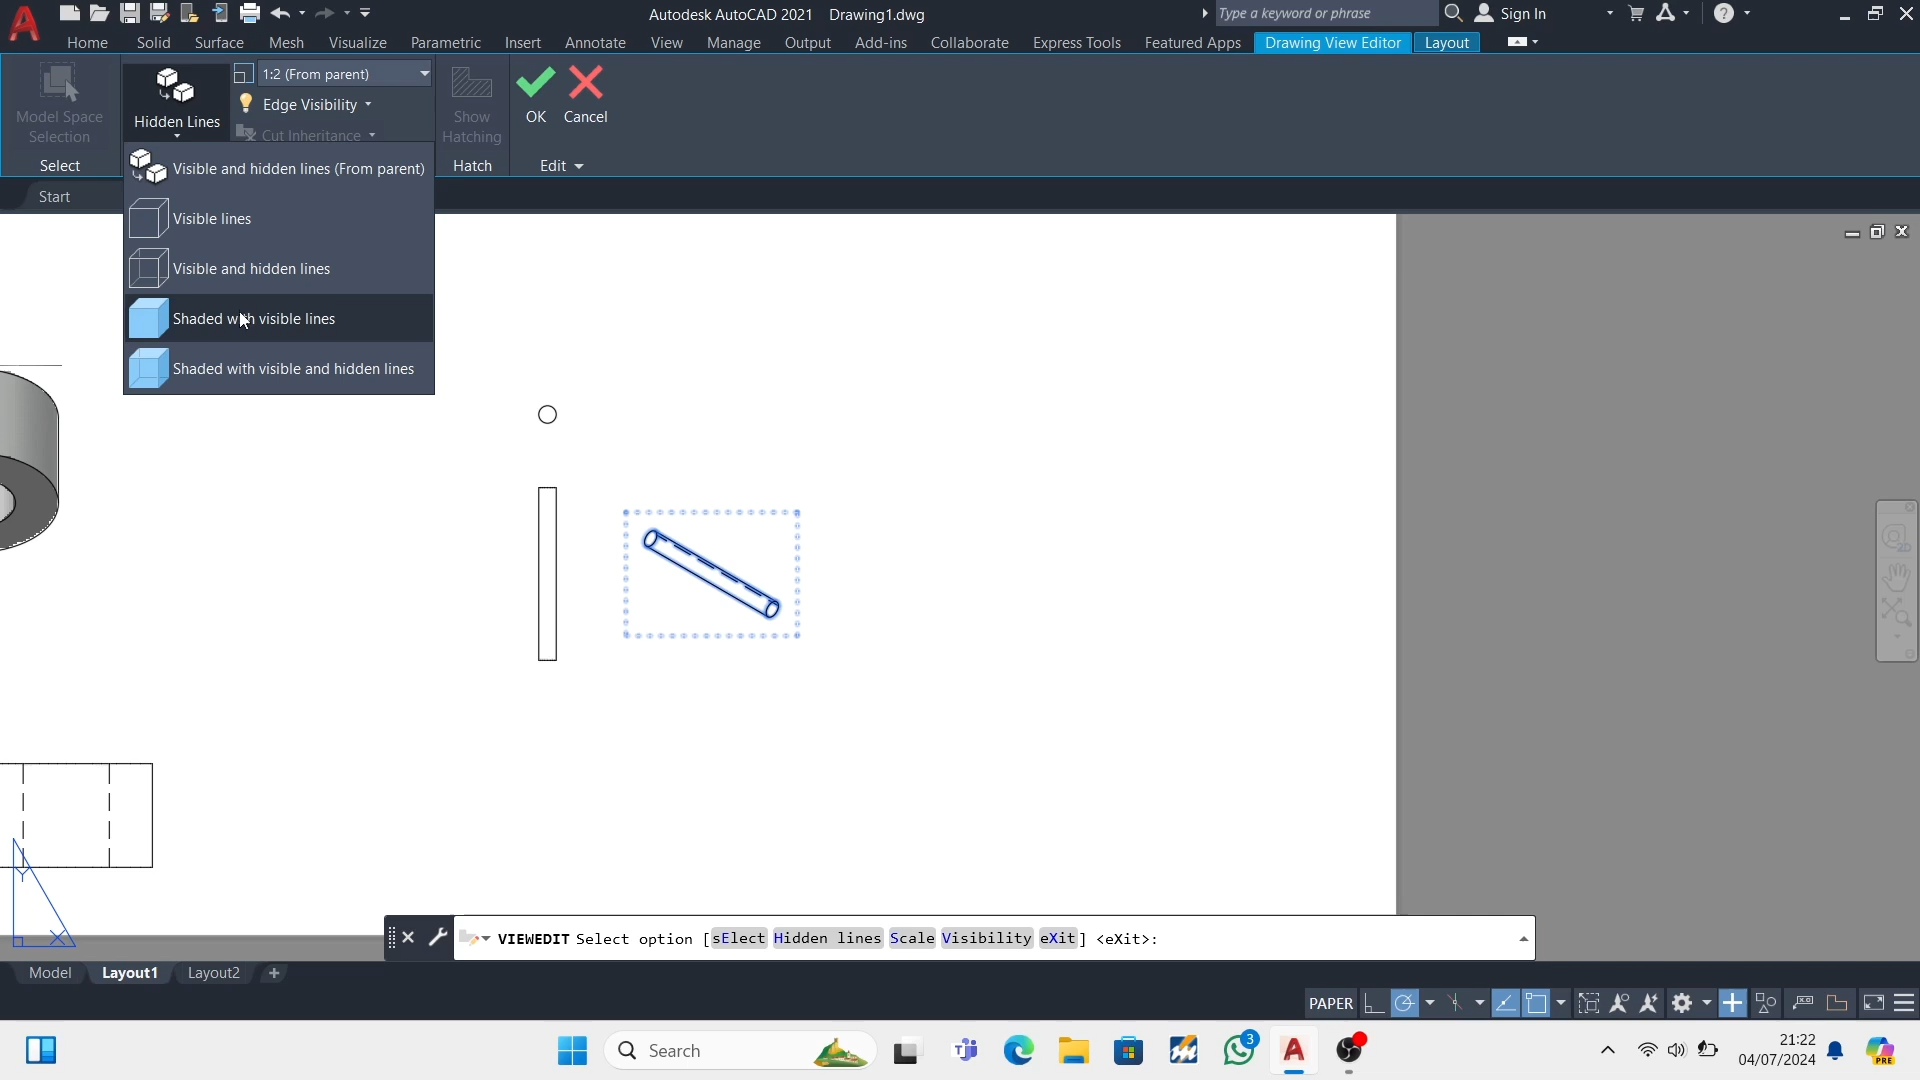 Autodesk AutoCAD 2021 Drawing1.dwg
Type a keyword or phrase
Sign In
Home Solid Surface Mesh Visualize Parametric Insert Annotate View Manage Output Add-ins Collaborate Express Tools Featured Apps Drawing View Editor Layout
Model Space
Selection
Select
Hidden Lines
1:2 (From parent)
Edge Visibility
Cut Inheritance
Show
Hatching
Hatch
OK
Cancel
Edit
Visible and hidden lines (From parent)
Visible lines
Visible and hidden lines
Shaded with visible lines
Shaded with visible and hidden lines
Start
Y
X
VIEWEDIT Select option [sElect Hidden lines Scale Visibility eXit] <eXit>:
Model Layout1 Layout2 +
PAPER
Search
3
21:22
04/07/2024
PRE